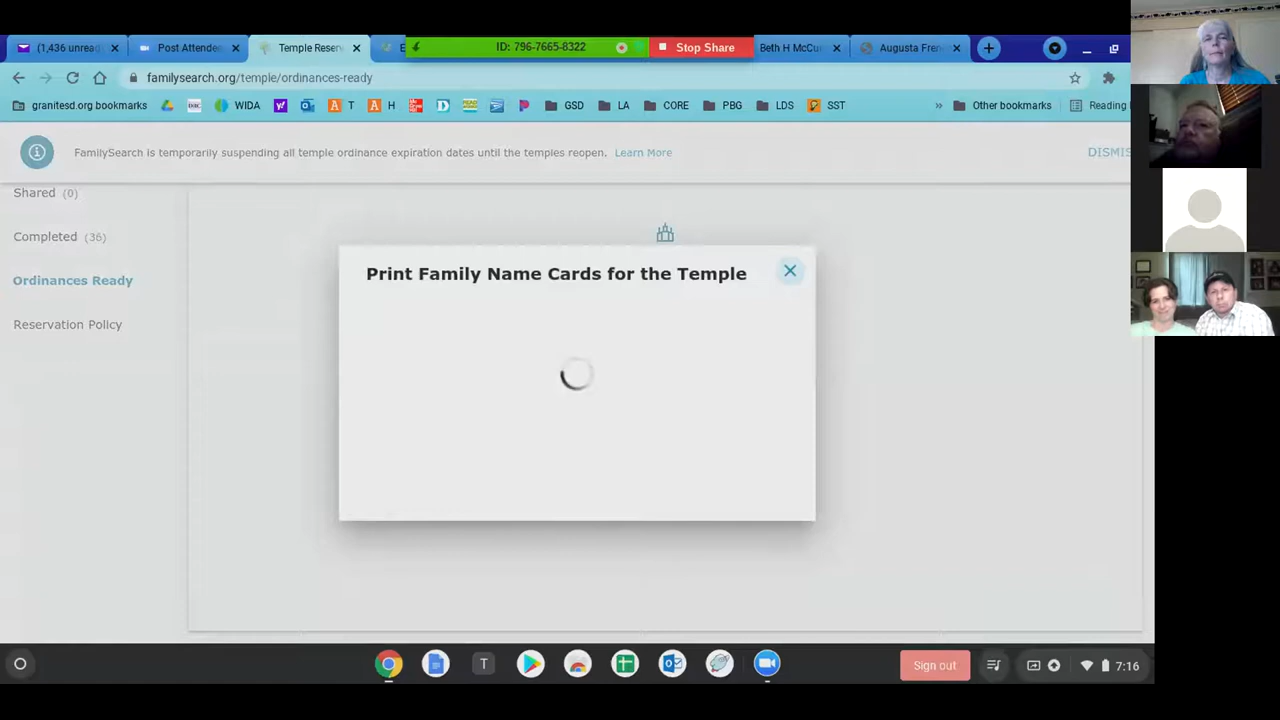 (1,436 unread
Post Attende
Temple Reser
ID: 796-7665-8322
Stop Share
Beth H McCu
Augusta Fren
familysearch.org/temple/ordinances-ready
granitesd.org bookmarks
WIDA
T
H
GSD
LA
CORE
PBG
LDS
SST
»
Other bookmarks
Reading
FamilySearch is temporarily suspending all temple ordinance expiration dates until the temples reopen. Learn More
DISMIS
Shared (0)
Completed (36)
Ordinances Ready
Reservation Policy
Print Family Name Cards for the Temple
T
Sign out
7:16